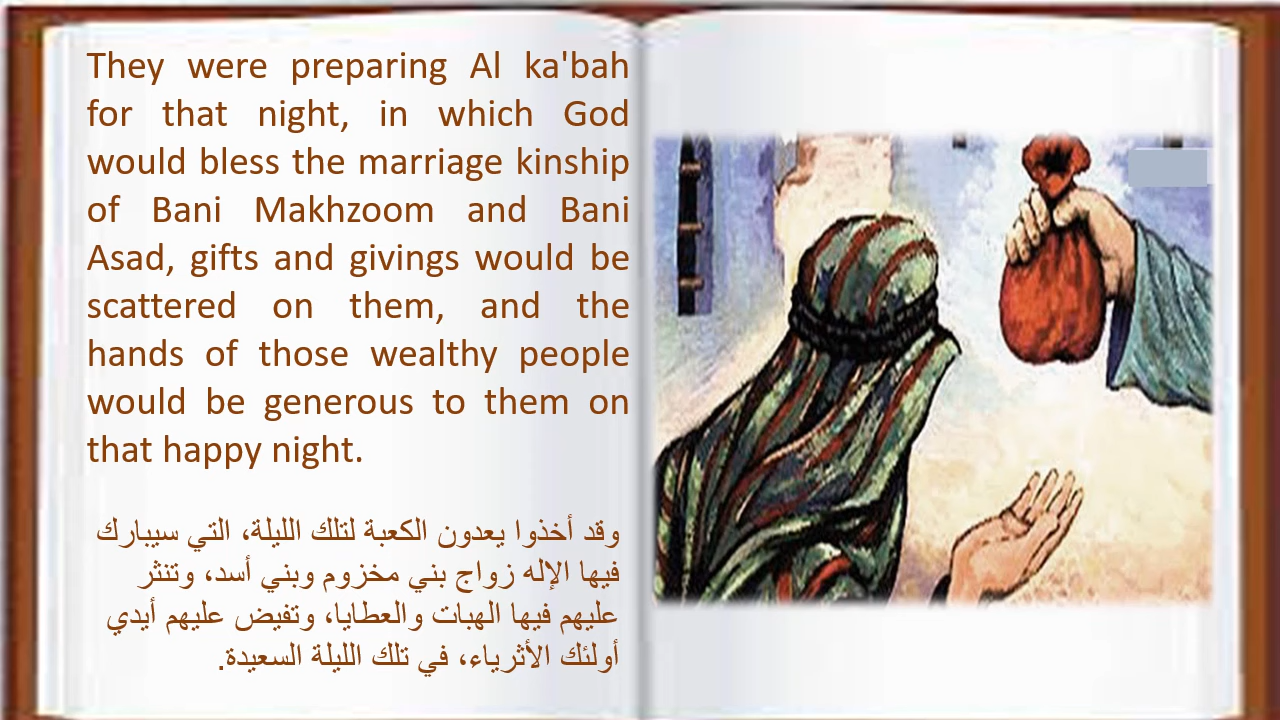 They were preparing Al ka'bah
for that night, in which God
would bless the marriage kinship
of Bani Makhzoom and Bani
Asad, gifts and givings would be
scattered on them, and the
hands of those wealthy people
would be generous to them on
that happy night.
وقد أخذوا يعدون الكعبة لتلك الليلة، التي سيبارك
فيها الإله زواج بني مخزوم وبني أسد، وتنثر
عليهم فيها الهبات والعطايا، وتفيض عليهم أيدي
أولئك الأثرياء، في تلك الليلة السعيدة.